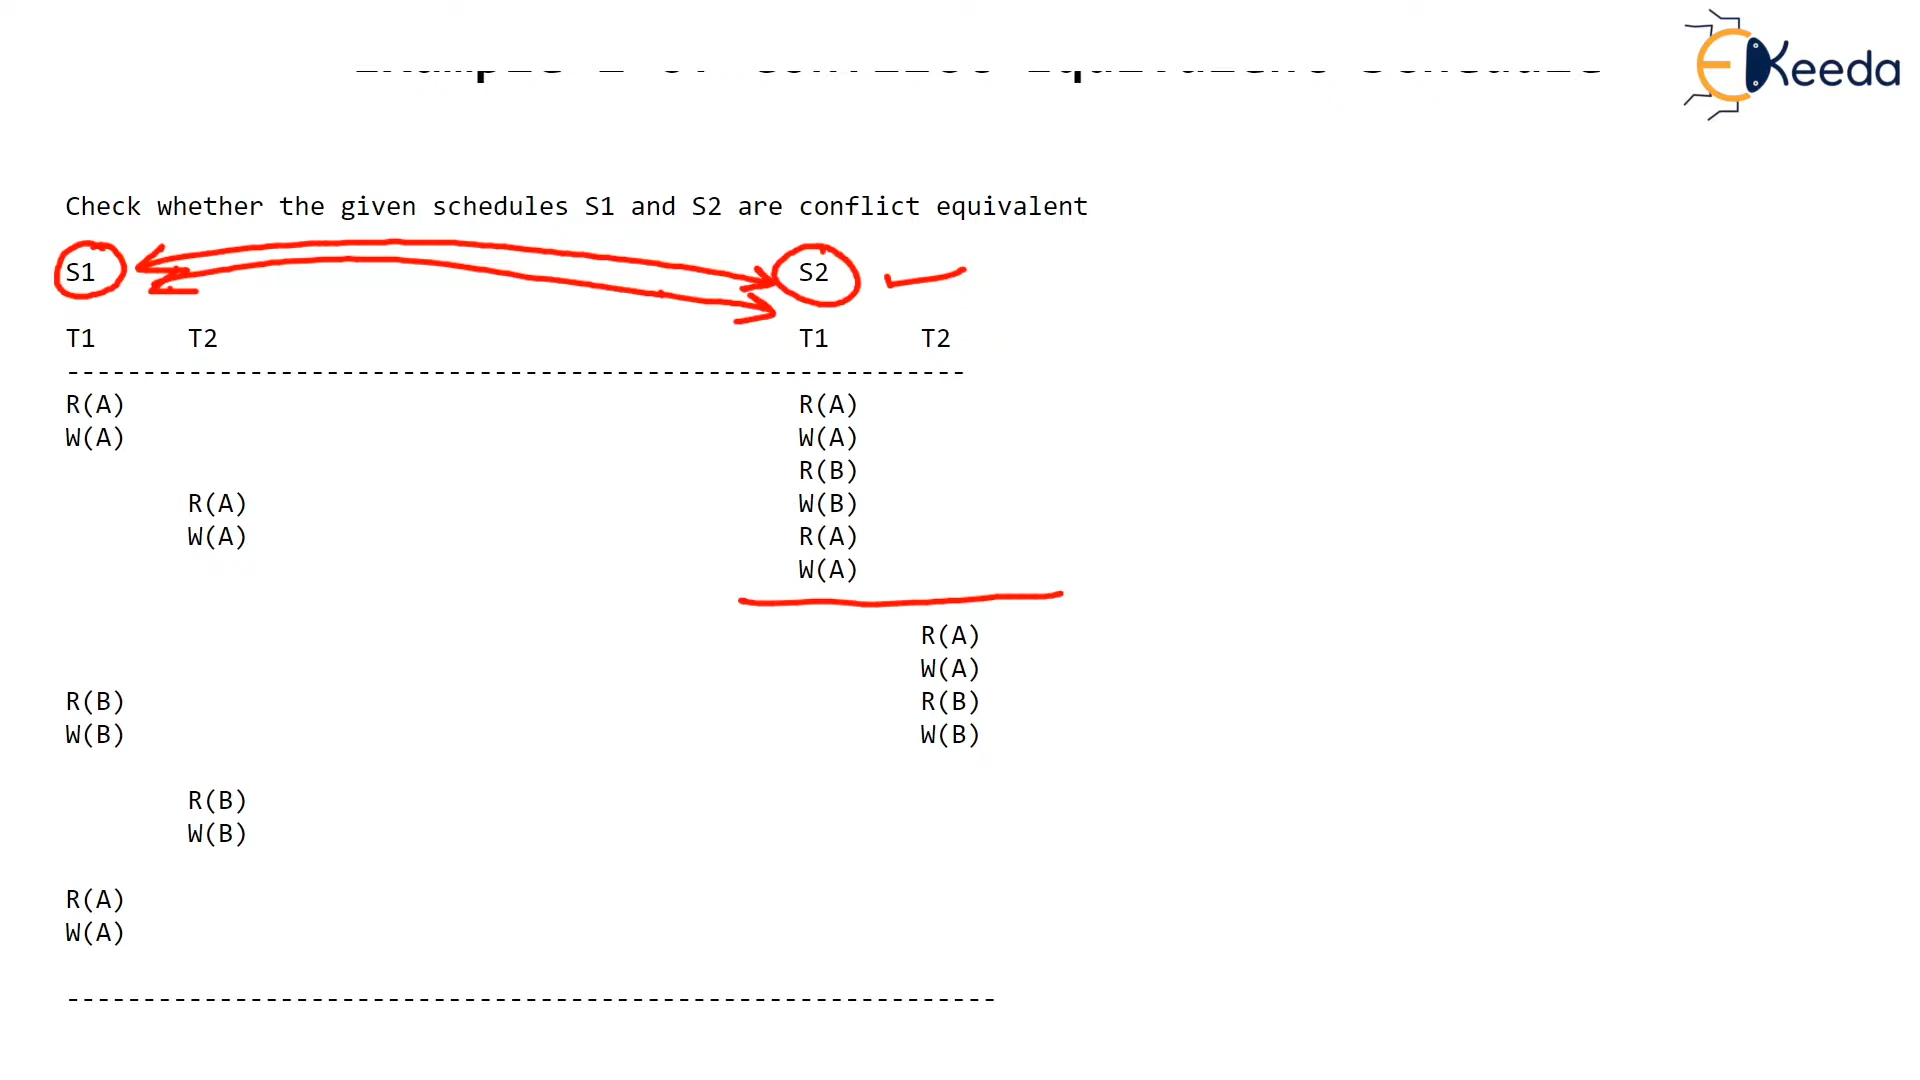 Keeda
Check whether the given schedules S1 and S2 are conflict equivalent
S1 S2
T1 T2 T1 T2
-----------------------------------------------------------
R(A) R(A)
W(A) W(A)
R(B)
R(A) W(B)
W(A) R(A)
W(A)
R(A)
W(A)
R(B) R(B)
W(B) W(B)
R(B)
W(B)
R(A)
W(A)
-------------------------------------------------------------